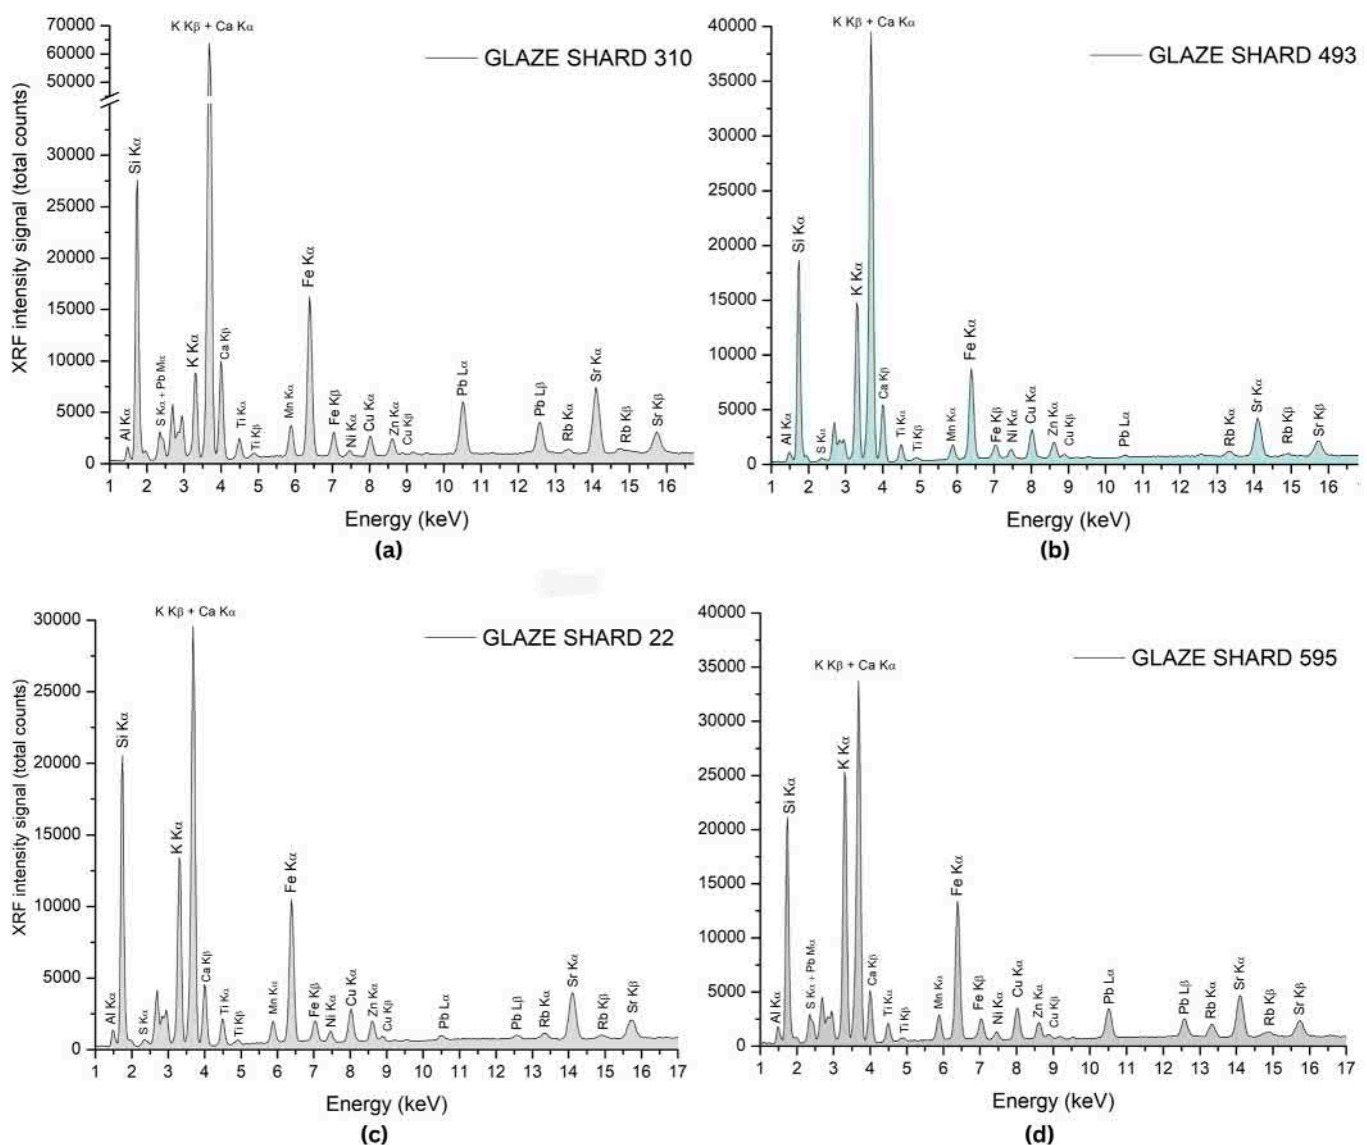 GLAZE SHARD 310
XRF intensity signal (total counts)
70000
60000
50000
30000
25000
20000
15000
10000
5000
0
Al Kα
Si Kα
S Kα + Pb Mα
K Kα
K Kβ + Ca Kα
Ca Kβ
Ti Kα
Ti Kβ
Mn Kα
Fe Kα
Fe Kβ
Ni Kα
Cu Kα
Zn Kα
Cu Kβ
Pb Lα
Pb Lβ
Rb Kα
Sr Kα
Rb Kβ
Sr Kβ
1 2 3 4 5 6 7 8 9 10 11 12 13 14 15 16
Energy (keV)
(a)
GLAZE SHARD 493
40000
35000
30000
25000
20000
15000
10000
5000
0
Al Kα
Si Kα
S Kα
K Kα
K Kβ + Ca Kα
Ca Kβ
Ti Kα
Ti Kβ
Mn Kα
Fe Kα
Fe Kβ
Ni Kα
Cu Kα
Zn Kα
Cu Kβ
Pb Lα
Rb Kα
Sr Kα
Rb Kβ
Sr Kβ
1 2 3 4 5 6 7 8 9 10 11 12 13 14 15 16
Energy (keV)
(b)
GLAZE SHARD 22
XRF intensity signal (total counts)
30000
25000
20000
15000
10000
5000
0
Al Kα
Si Kα
S Kα
K Kα
K Kβ + Ca Kα
Ca Kβ
Ti Kα
Ti Kβ
Mn Kα
Fe Kα
Fe Kβ
Ni Kα
Cu Kα
Zn Kα
Cu Kβ
Pb Lα
Pb Lβ
Rb Kα
Sr Kα
Rb Kβ
Sr Kβ
1 2 3 4 5 6 7 8 9 10 11 12 13 14 15 16 17
Energy (keV)
(c)
GLAZE SHARD 595
40000
35000
30000
25000
20000
15000
10000
5000
0
Al Kα
Si Kα
S Kα + Pb Mα
K Kα
K Kβ + Ca Kα
Ca Kβ
Ti Kα
Ti Kβ
Mn Kα
Fe Kα
Fe Kβ
Ni Kα
Cu Kα
Zn Kα
Cu Kβ
Pb Lα
Pb Lβ
Rb Kα
Sr Kα
Rb Kβ
Sr Kβ
1 2 3 4 5 6 7 8 9 10 11 12 13 14 15 16 17
Energy (keV)
(d)